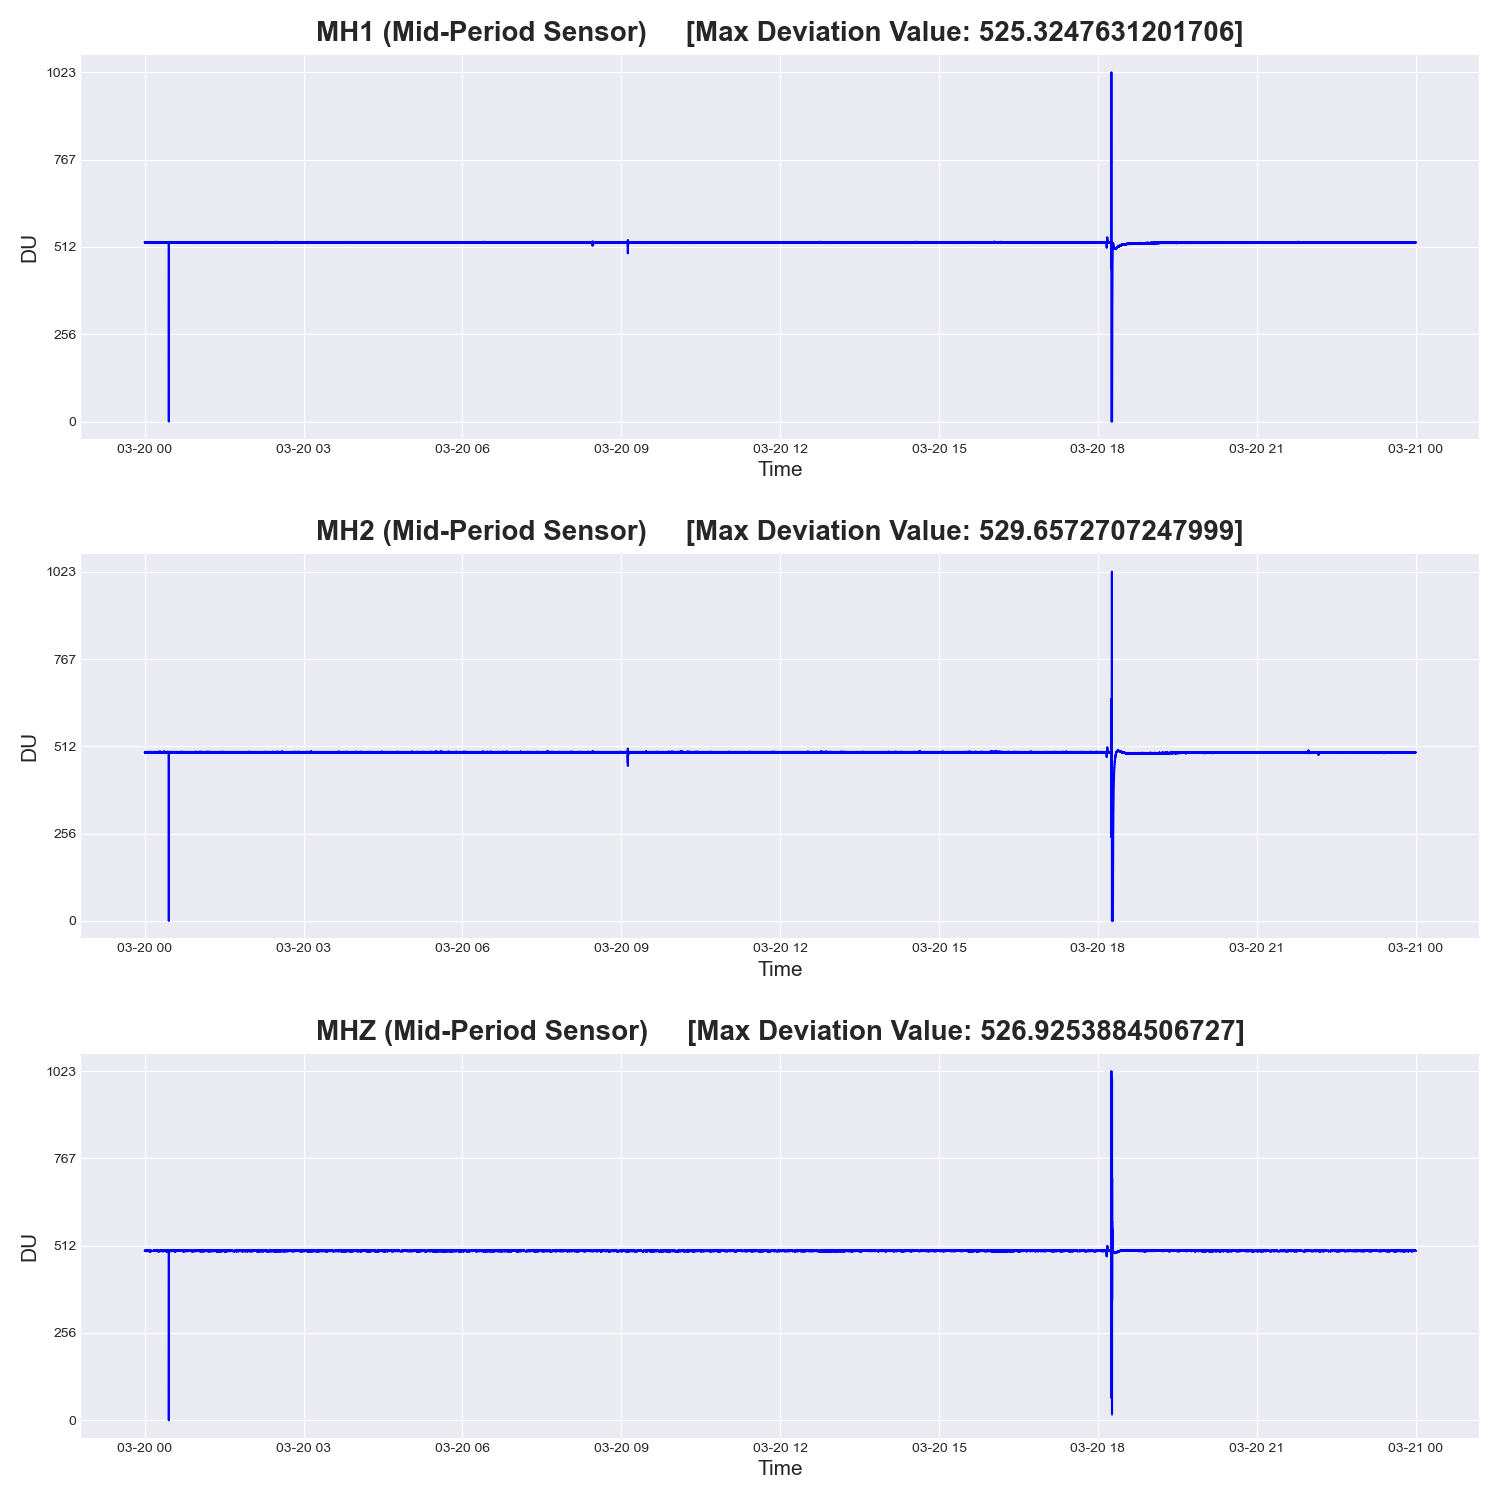 MH1 (Mid-Period Sensor) [Max Deviation Value: 525.3247631201706]
1023
767
512
256
0
DU
03-20 00 03-20 03 03-20 06 03-20 09 03-20 12 03-20 15 03-20 18 03-20 21 03-21 00
Time
MH2 (Mid-Period Sensor) [Max Deviation Value: 529.6572707247999]
1023
767
512
256
0
DU
03-20 00 03-20 03 03-20 06 03-20 09 03-20 12 03-20 15 03-20 18 03-20 21 03-21 00
Time
MHZ (Mid-Period Sensor) [Max Deviation Value: 526.9253884506727]
1023
767
512
256
0
DU
03-20 00 03-20 03 03-20 06 03-20 09 03-20 12 03-20 15 03-20 18 03-20 21 03-21 00
Time